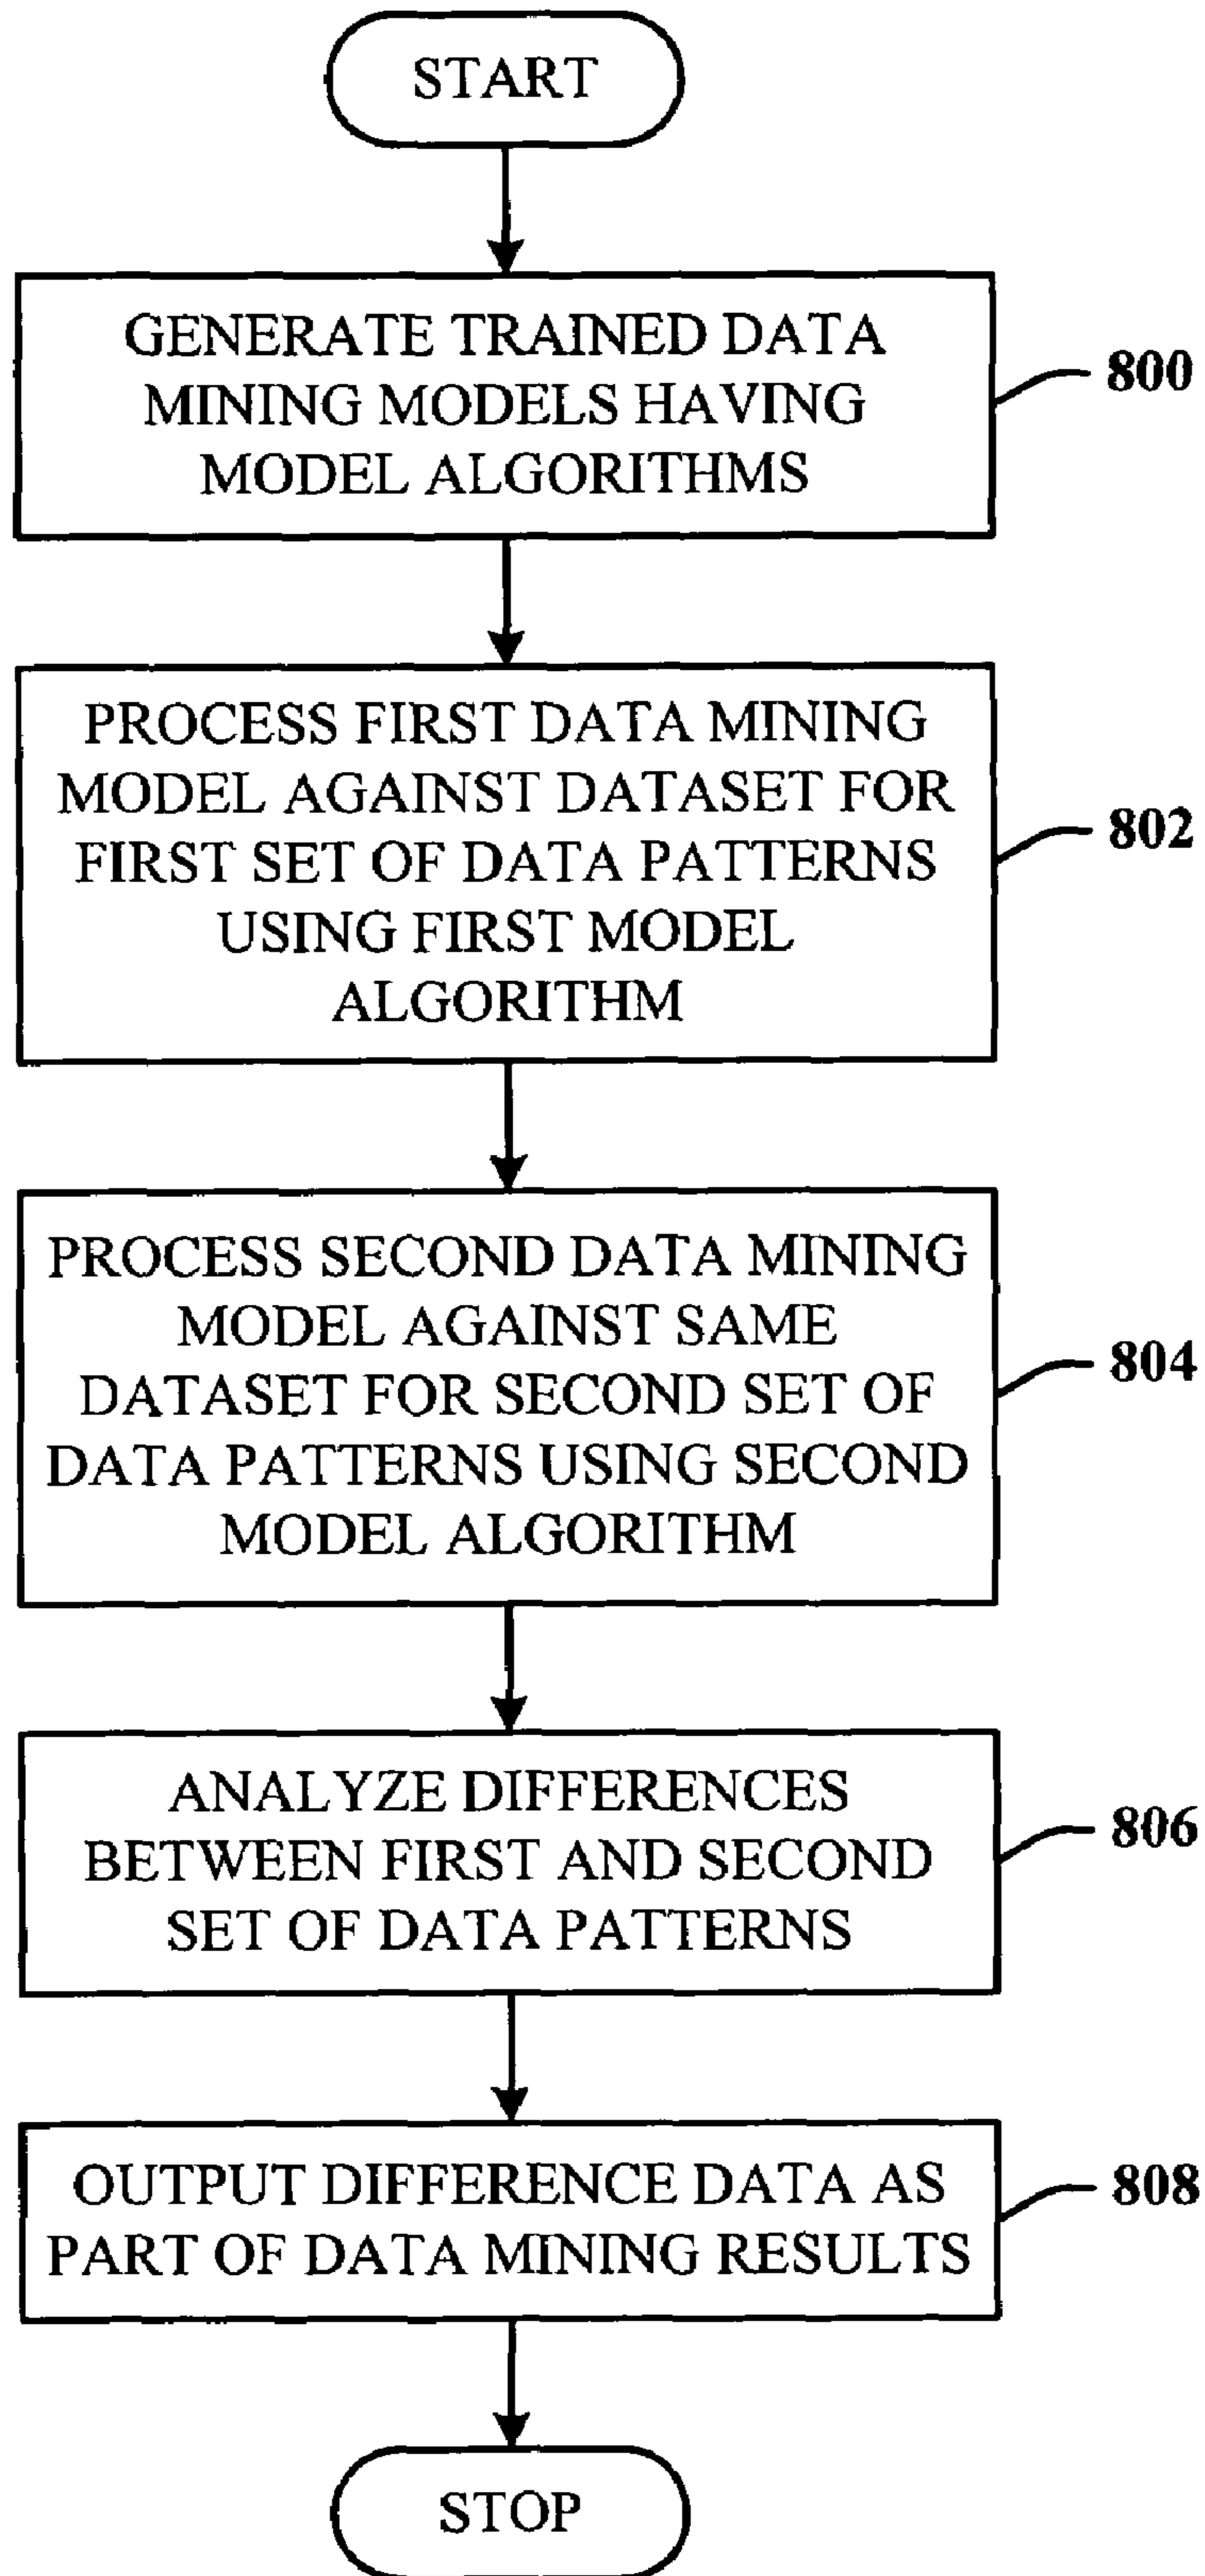 START
GENERATE TRAINED DATA
MINING MODELS HAVING
MODEL ALGORITHMS
800
PROCESS FIRST DATA MINING
MODEL AGAINST DATASET FOR
FIRST SET OF DATA PATTERNS
USING FIRST MODEL
ALGORITHM
802
PROCESS SECOND DATA MINING
MODEL AGAINST SAME
DATASET FOR SECOND SET OF
DATA PATTERNS USING SECOND
MODEL ALGORITHM
804
ANALYZE DIFFERENCES
BETWEEN FIRST AND SECOND
SET OF DATA PATTERNS
806
OUTPUT DIFFERENCE DATA AS
PART OF DATA MINING RESULTS
808
STOP